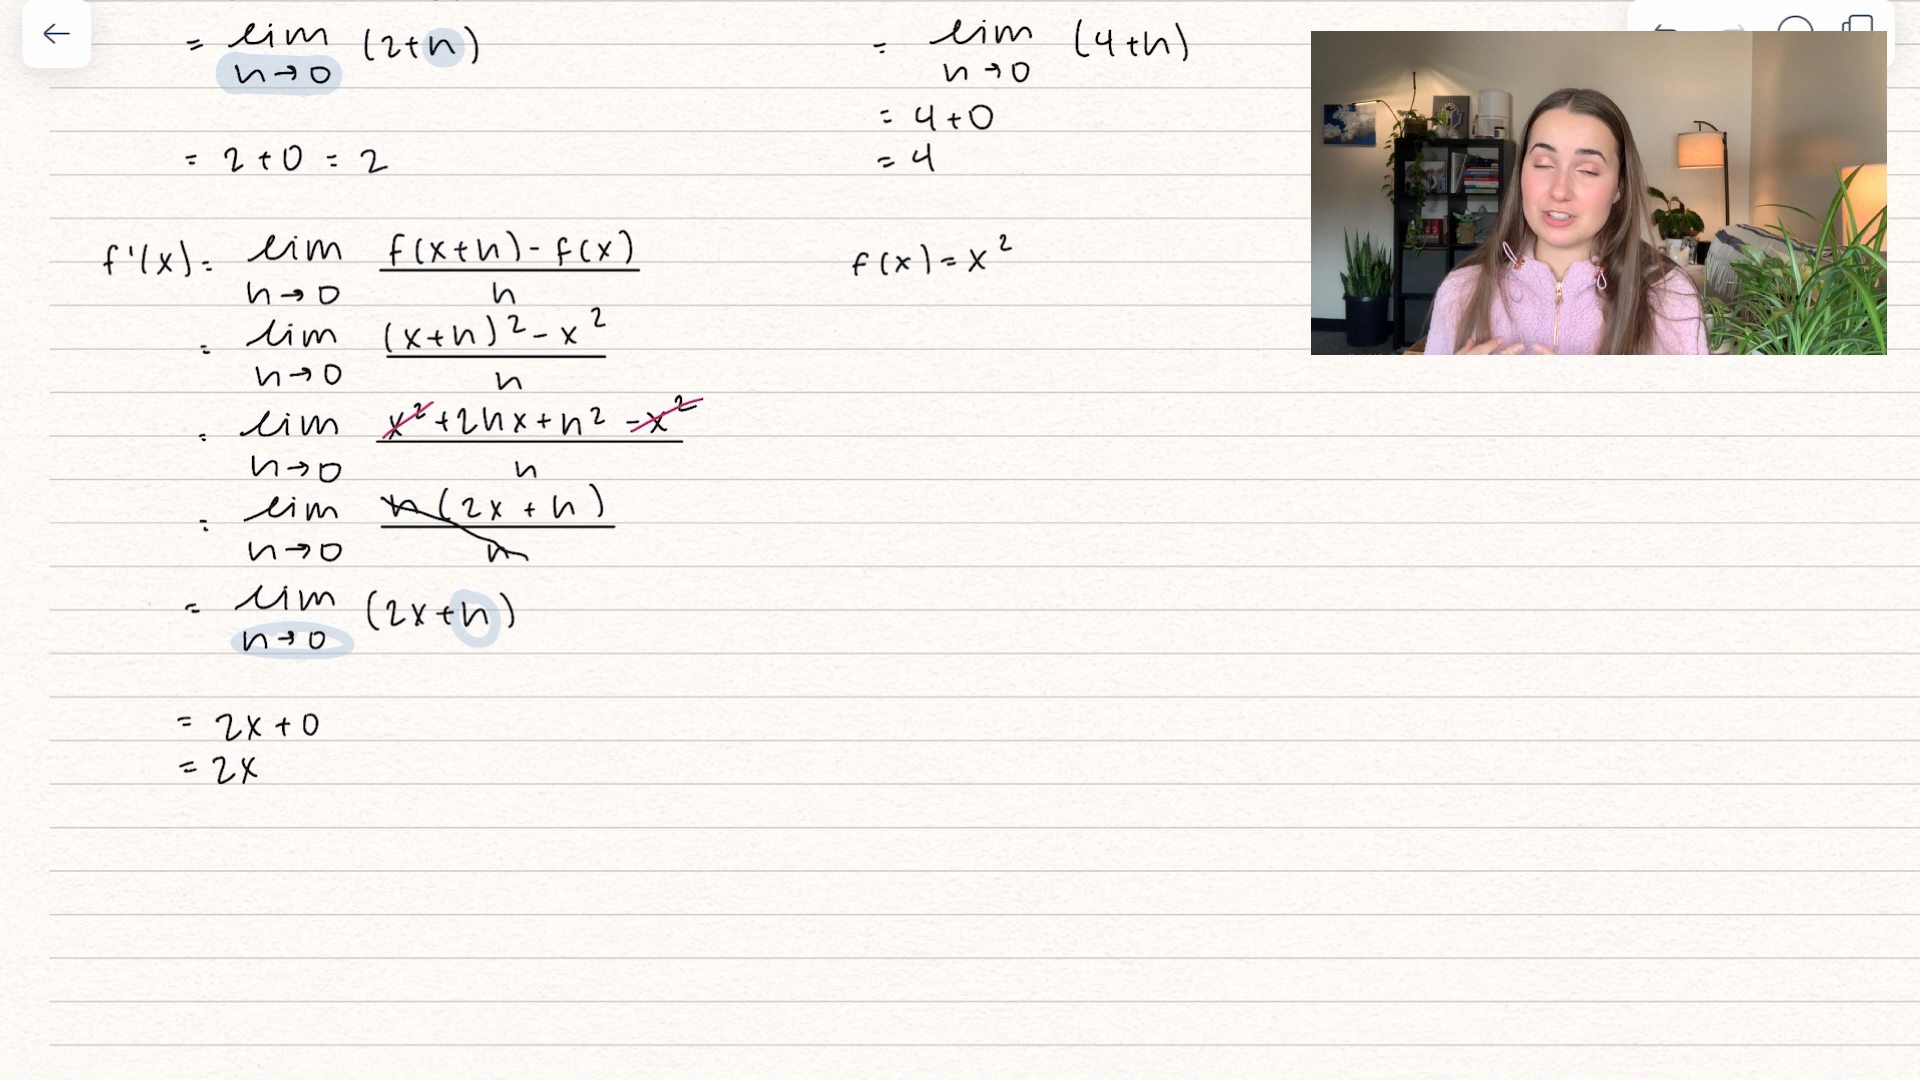 = lim (2+h)
h→0
= 2+0 = 2
= lim (4+h)
h→0
= 4+0
= 4
f'(x) = lim f(x+h) - f(x)
h→0 h
= lim (x+h)² - x²
h→0 h
= lim x² + 2hx + h² - x²
h→0 h
= lim h(2x + h)
h→0 h
= lim (2x+h)
h→0
= 2x+0
= 2x
f(x) = x²